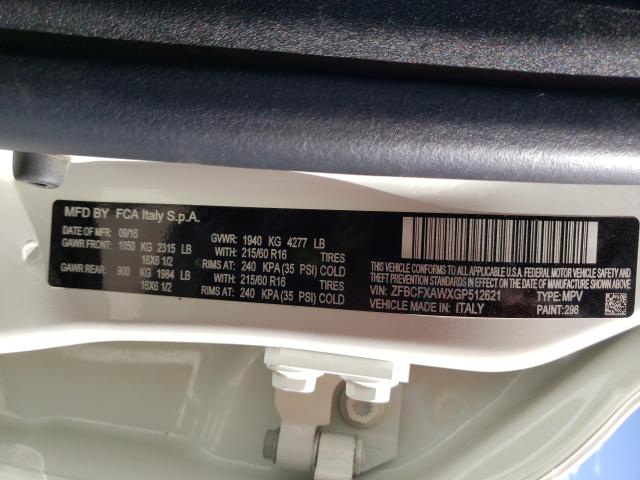 MFD BY FCA Italy S.p.A.
DATE OF MFR: 09/16 GVWR: 1940 KG 4277 LB
GAWR FRONT: 1050 KG 2315 LB WITH: 215/60 R16 TIRES
16X6 1/2 RIMS AT: 240 KPA (35 PSI) COLD
GAWR REAR: 900 KG 1984 LB WITH: 215/60 R16 TIRES
16X6 1/2 RIMS AT: 240 KPA (35 PSI) COLD
THIS VEHICLE CONFORMS TO ALL APPLICABLE U.S.A. FEDERAL MOTOR
VEHICLE SAFETY STANDARDS IN EFFECT ON THE DATE OF MANUFACTURE SHOWN ABOVE
VIN: ZFBCFXAWXGP512621 TYPE: MPV
VEHICLE MADE IN: ITALY PAINT: 296